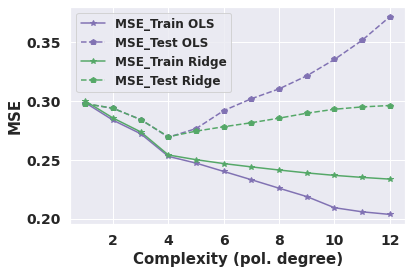 MSE_Train OLS
MSE_Test OLS
MSE_Train Ridge
MSE_Test Ridge
0.35
0.30
0.25
0.20
MSE
2 4 6 8 10 12
Complexity (pol. degree)